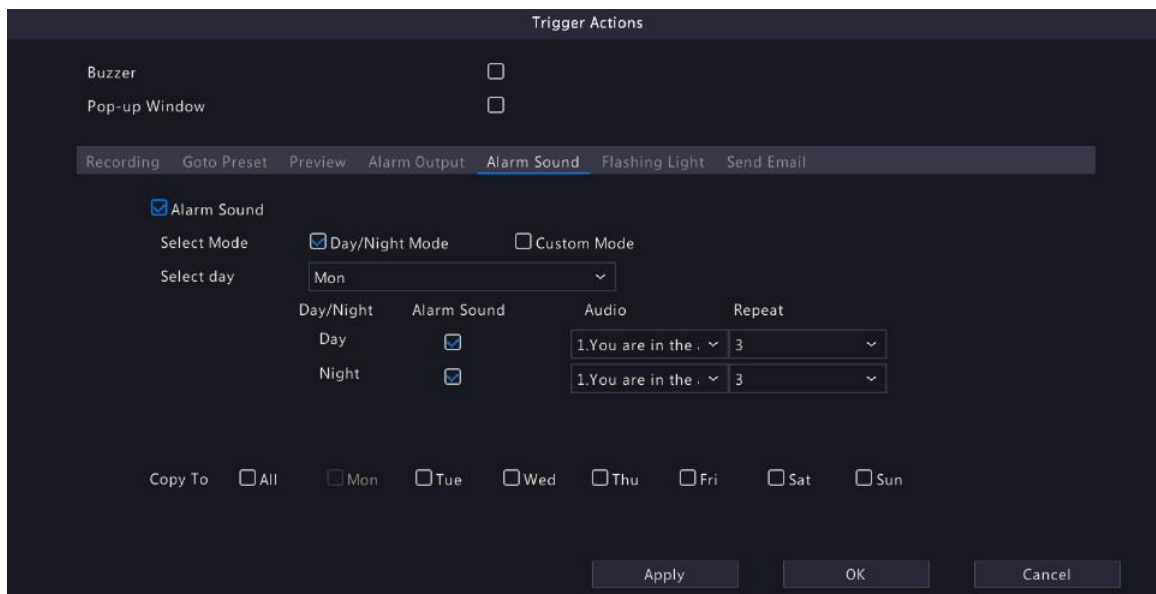 Trigger Actions
Buzzer
Pop-up Window
Recording Goto Preset Preview Alarm Output Alarm Sound Flashing Light Send Email
Alarm Sound
Select Mode Day/Night Mode Custom Mode
Select day Mon
Day/Night Alarm Sound Audio Repeat
Day 1.You are in the 3
Night 1.You are in the 3
Copy To All Mon Tue Wed Thu Fri Sat Sun
Apply OK Cancel